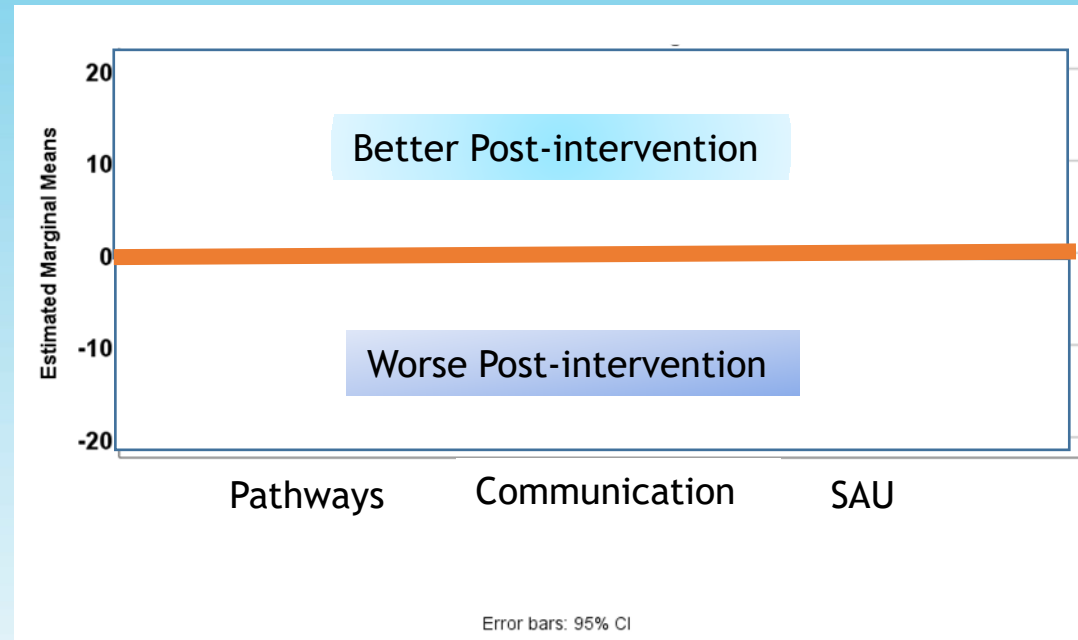 Estimated Marginal Means
20
10
0
-10
-20
Better Post-intervention
Worse Post-intervention
Pathways
Communication
SAU
Error bars: 95% CI